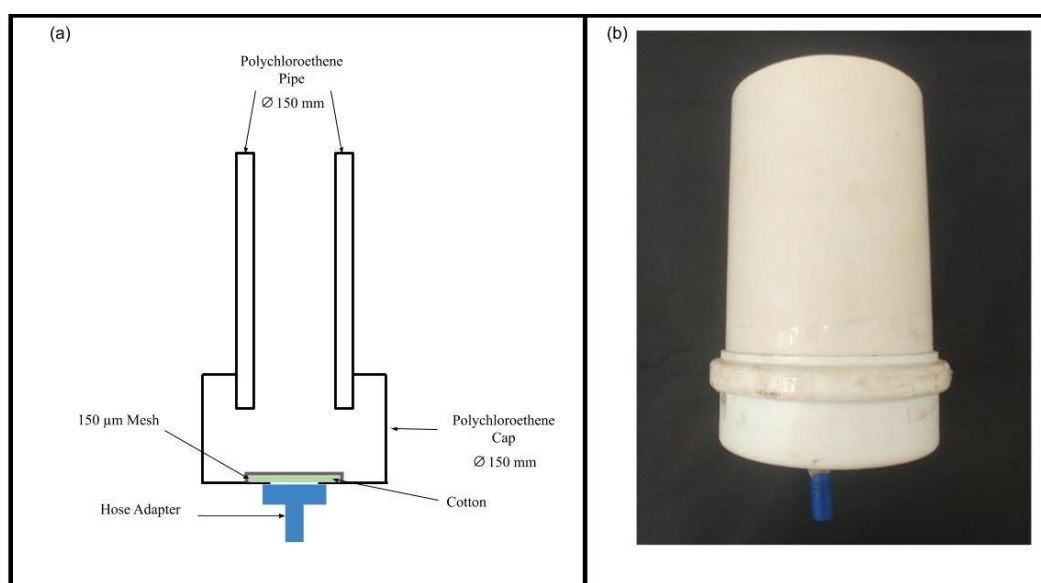 (a)
Polychloroethene
Pipe
∅ 150 mm
150 µm Mesh
Polychloroethene
Cap
∅ 150 mm
Hose Adapter
Cotton
(b)